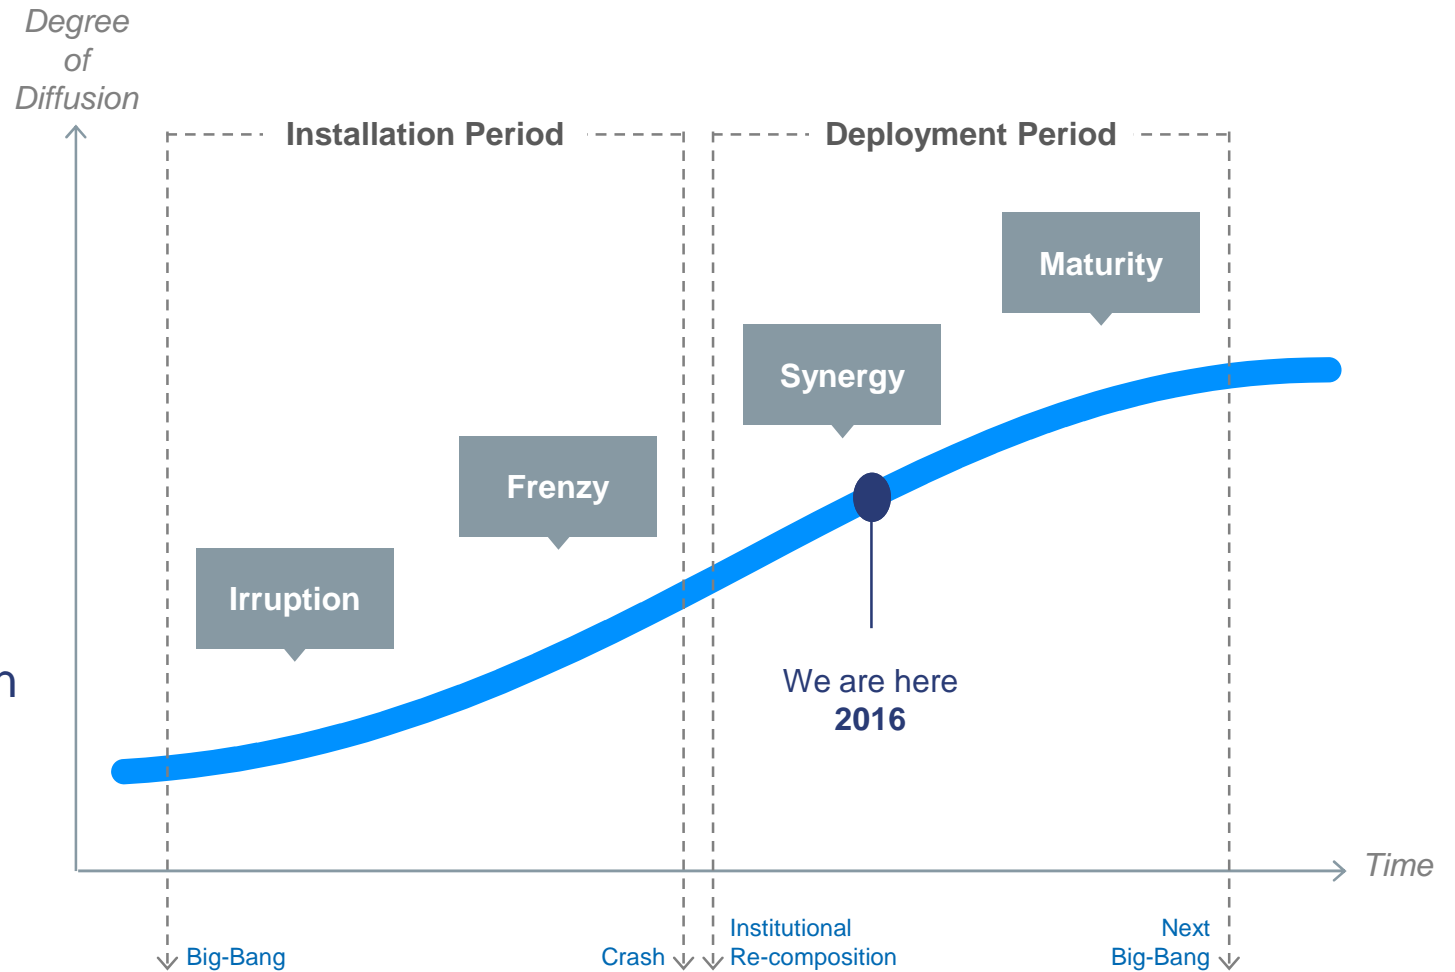 Degree
of
Diffusion
Installation Period
Deployment Period
Maturity
Synergy
Frenzy
Irruption
We are here
2016
Time
Big-Bang
Crash
Institutional
Re-composition
Next
Big-Bang